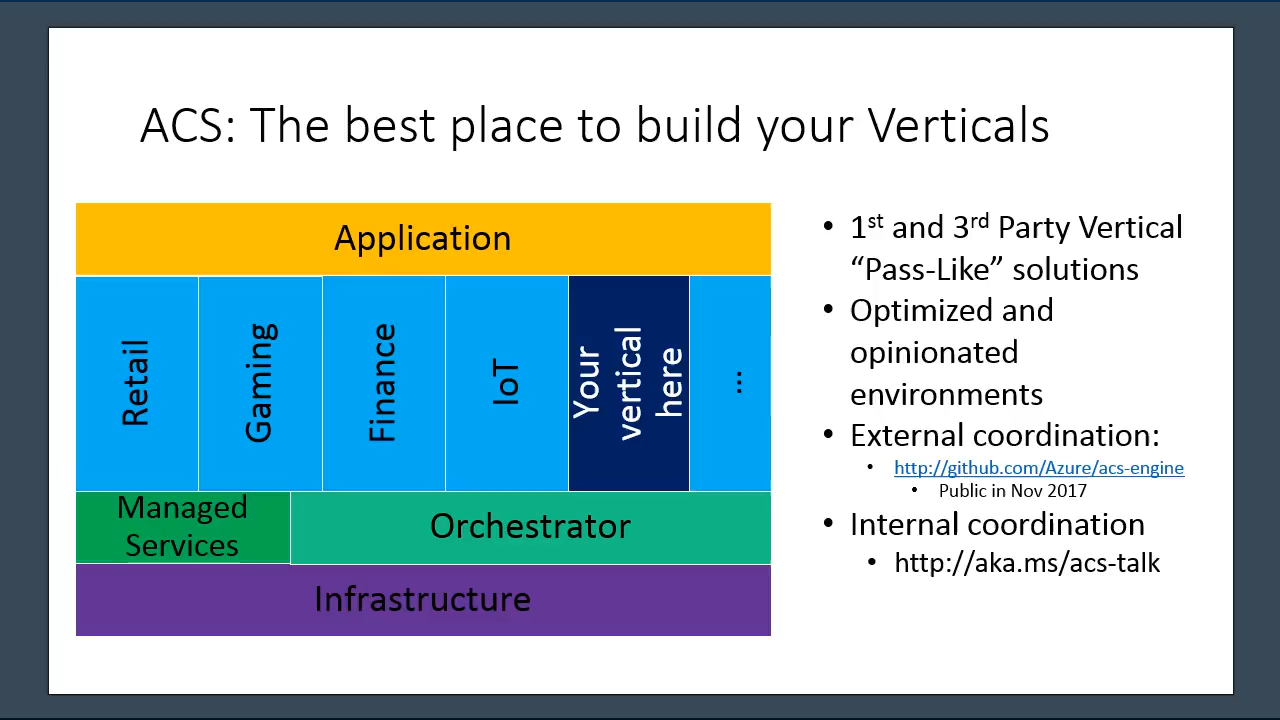 ACS: The best place to build your Verticals
Application
Retail
Gaming
Finance
IoT
Your
vertical
here
...
Managed
Services
Orchestrator
Infrastructure
• 1st and 3rd Party Vertical
“Pass-Like” solutions
• Optimized and
opinionated
environments
• External coordination:
• http://github.com/Azure/acs-engine
• Public in Nov 2017
• Internal coordination
• http://aka.ms/acs-talk